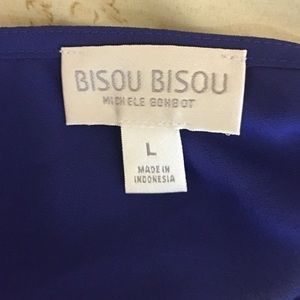 BISOU BISOU
MICHELE BOHBOT
L
MADE IN
INDONESIA